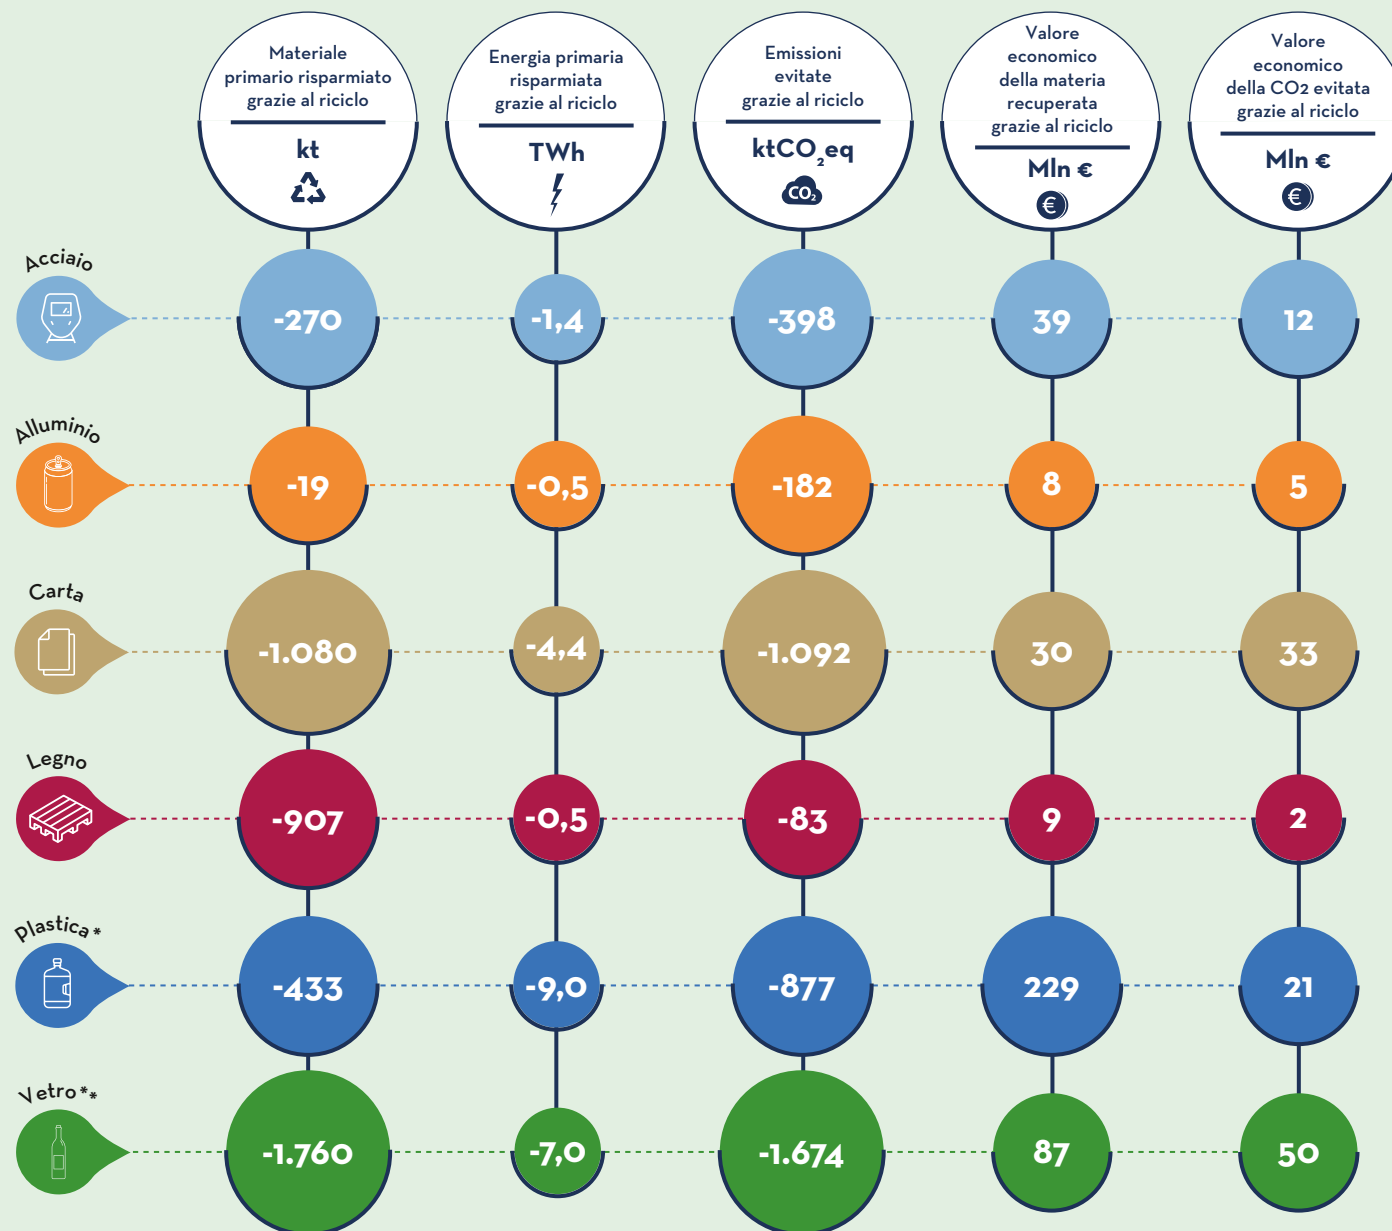 Materiale
primario risparmiato
grazie al riciclo
kt
Energia primaria
risparmiata
grazie al riciclo
TWh
Emissioni
evitate
grazie al riciclo
ktCO₂eq
CO₂
Valore
economico
della materia
recuperata
grazie al riciclo
Mln €
€
Valore
economico
della CO2 evitata
grazie al riciclo
Mln €
€
Acciaio
-270
-1,4
-398
39
12
Alluminio
-19
-0,5
-182
8
5
Carta
-1.080
-4,4
-1.092
30
33
Legno
-907
-0,5
-83
9
2
Plastica*
-433
-9,0
-877
229
21
Vetro**
-1.760
-7,0
-1.674
87
50